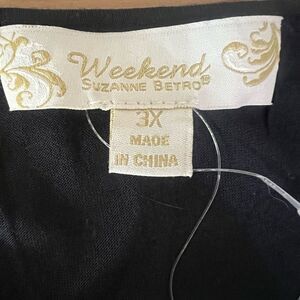 Weekend
SUZANNE BETRO
3X
MADE
IN CHINA